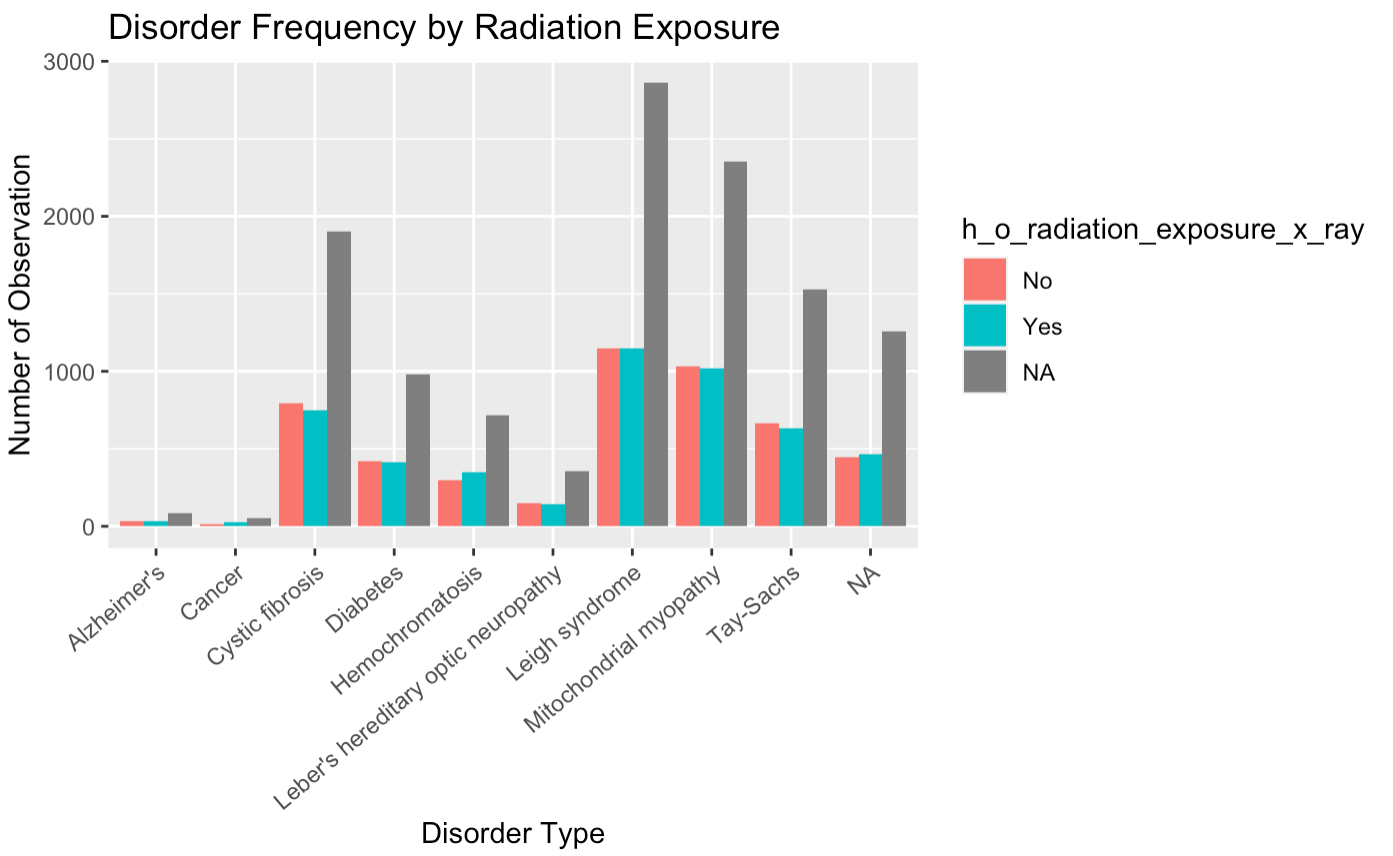 Disorder Frequency by Radiation Exposure
3000
2000
1000
0
Number of Observation
Alzheimer's
Cancer
Cystic fibrosis
Diabetes
Hemochromatosis
Leber's hereditary optic neuropathy
Leigh syndrome
Mitochondrial myopathy
Tay-Sachs
NA
Disorder Type
h_o_radiation_exposure_x_ray
No
Yes
NA